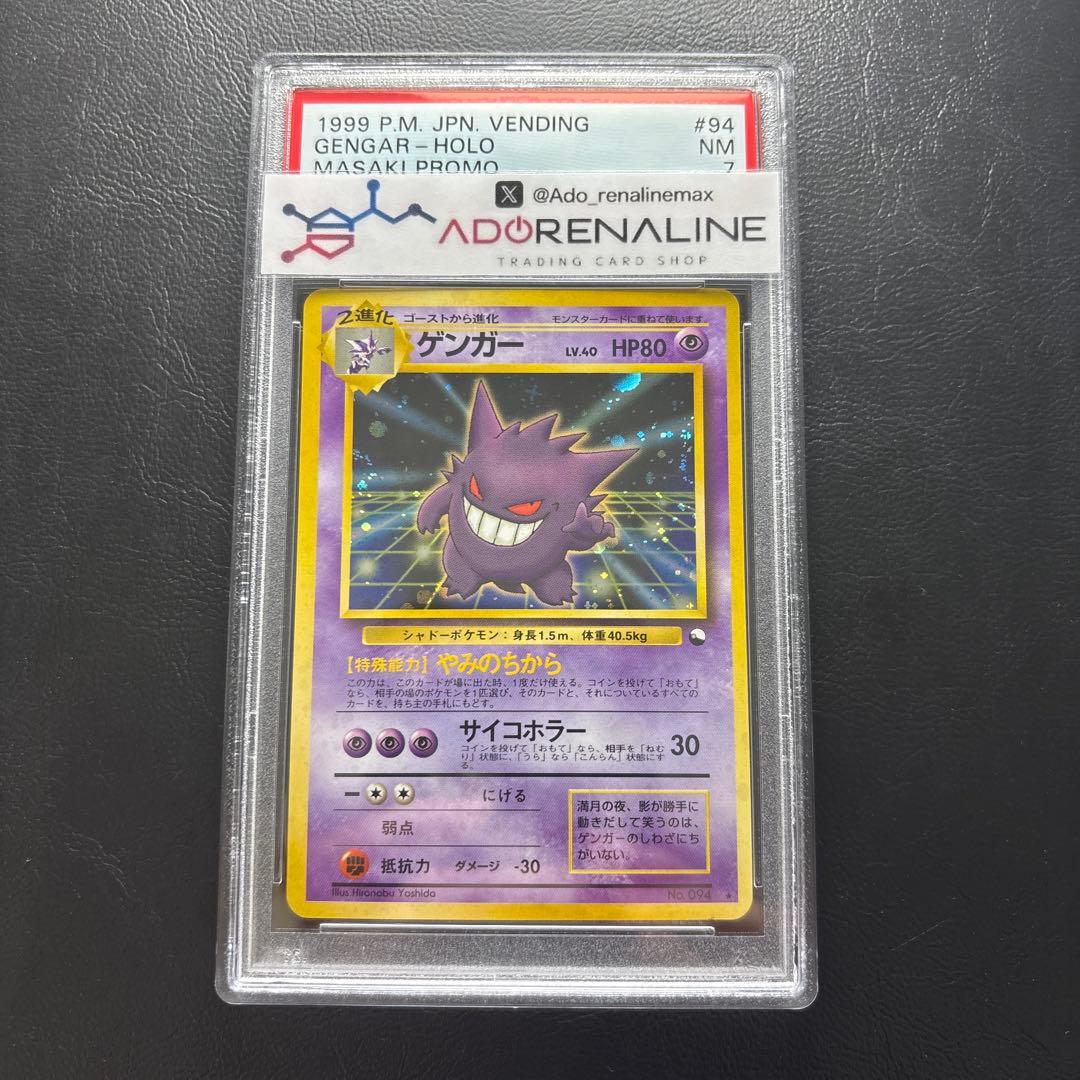 1999 P.M. JPN. VENDING #94
GENGAR - HOLO NM
MASAKI PROMO 7
@Ado_renalinemax
ADORENALINE
TRADING CARD SHOP
2進化 ゴーストから進化 モンスターカードに重ねて使います。
ゲンガー LV.40 HP80
シャドーポケモン：身長1.5m、体重40.5kg
【特殊能力】やみのちから
この力は、このカードが場に出た時、1度だけ使える。コインを投げて「おもて」
なら、相手の場のポケモンを1匹選び、そのカードと、それについているすべての
カードを、持ち主の手札にもどす。
サイコホラー 30
コインを投げて「おもて」なら、相手を「ねむ
り」状態に、「うら」なら「こんらん」状態にす
る。
にげる
弱点
抵抗力 ダメージ -30
満月の夜、影が勝手に
動きだして笑うのは、
ゲンガーのしわざにち
がいない。
Illus.Hironobu Yoshida No. 094 ★